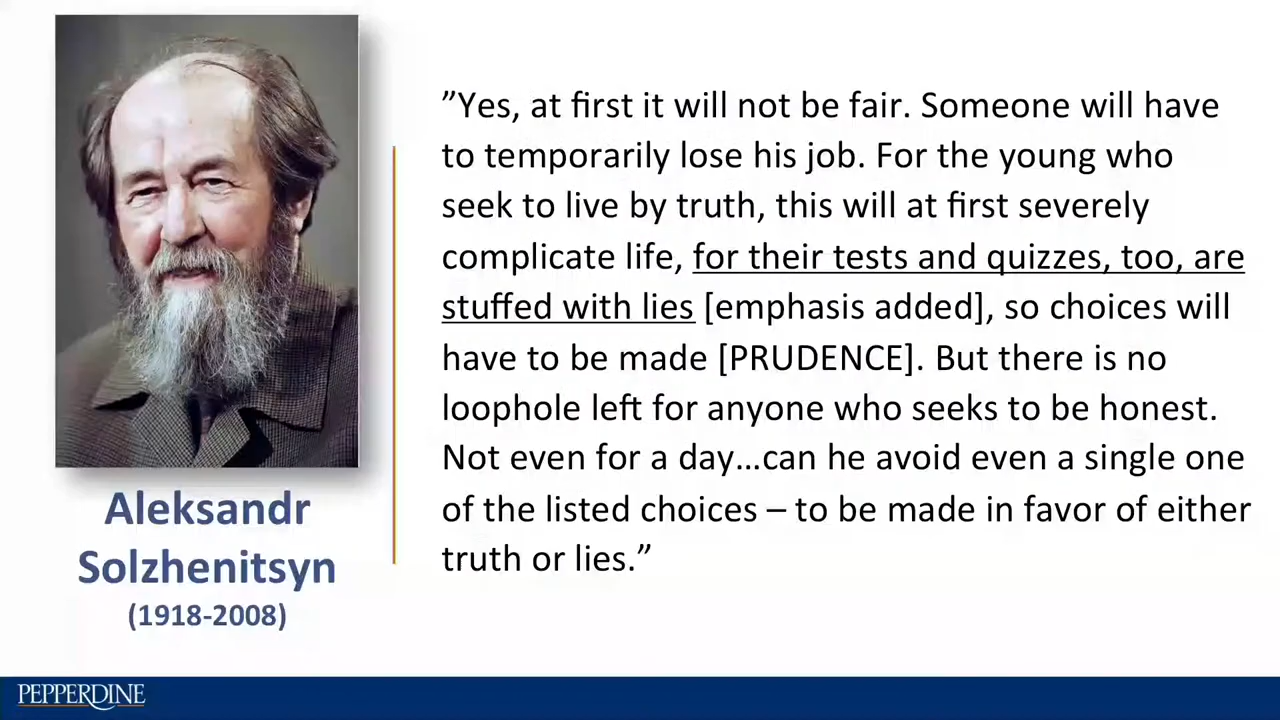 Aleksandr
Solzhenitsyn
(1918-2008)
”Yes, at first it will not be fair. Someone will have
to temporarily lose his job. For the young who
seek to live by truth, this will at first severely
complicate life, for their tests and quizzes, too, are
stuffed with lies [emphasis added], so choices will
have to be made [PRUDENCE]. But there is no
loophole left for anyone who seeks to be honest.
Not even for a day…can he avoid even a single one
of the listed choices – to be made in favor of either
truth or lies.”
PEPPERDINE